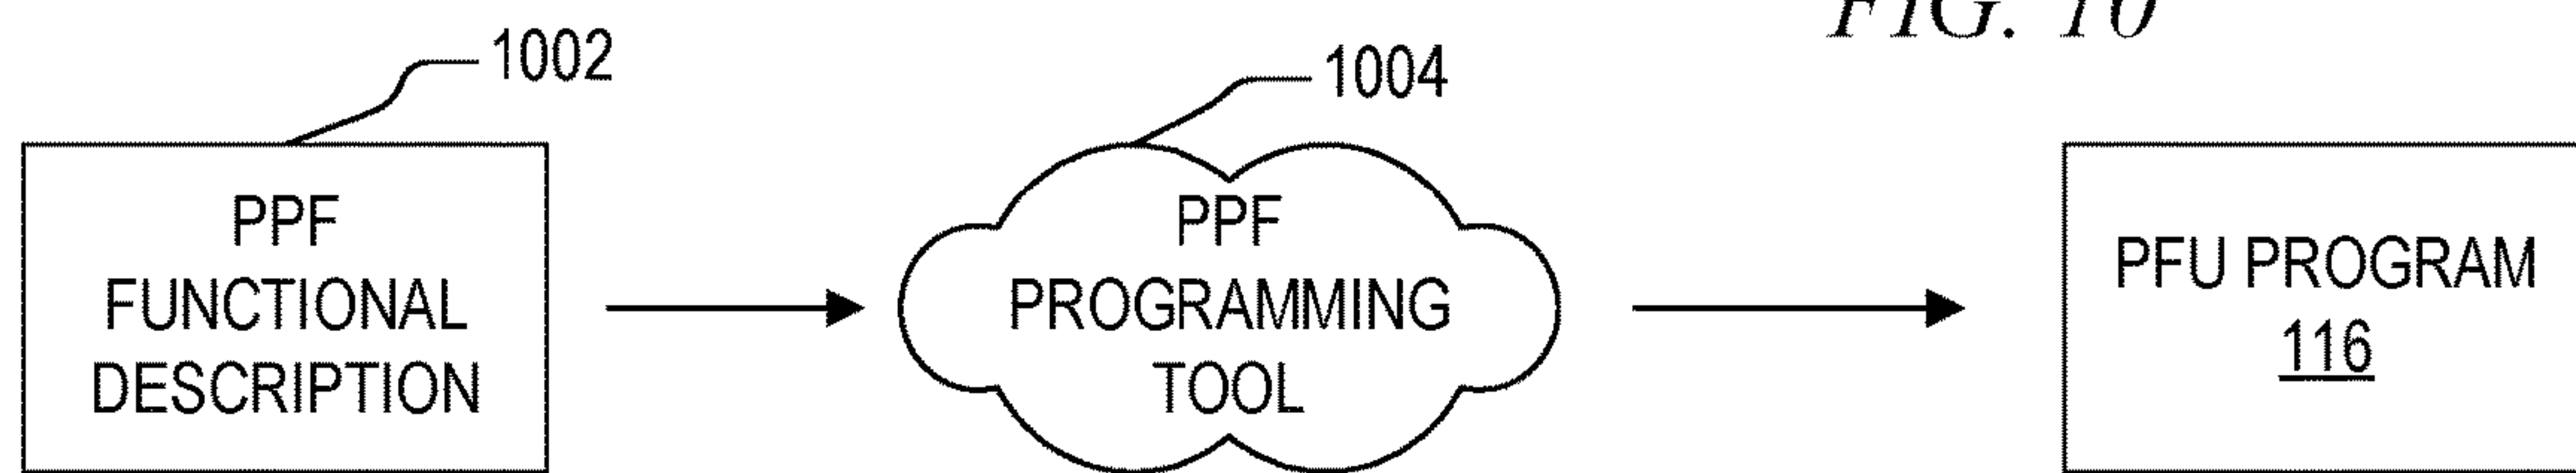 FIG. 10
1002
1004
PPF
FUNCTIONAL
DESCRIPTION
PPF
PROGRAMMING
TOOL
PFU PROGRAM
116